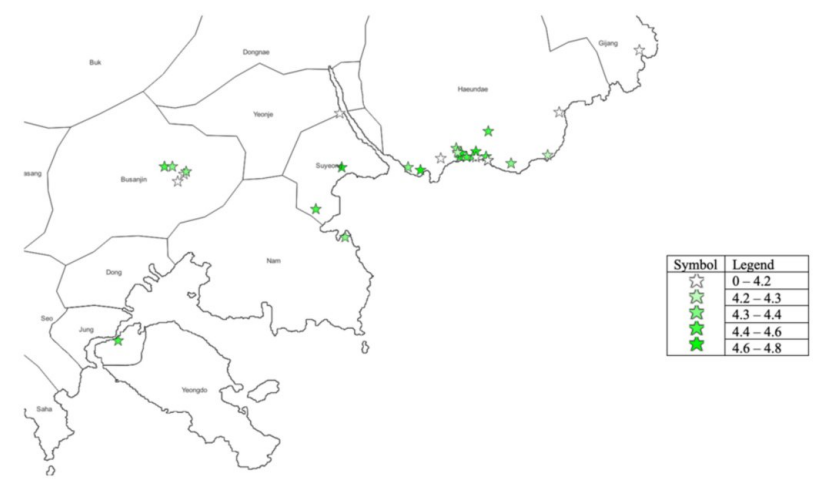 Gijang
Dongnae
Buk
Haeundae
Yeonje
Suyeo
asang
Busanjin
Nam
Dong
Symbol Legend
0 – 4.2
4.2 – 4.3
4.3 – 4.4
4.4 – 4.6
4.6 – 4.8
Seo
Jung
Yeongdo
Saha